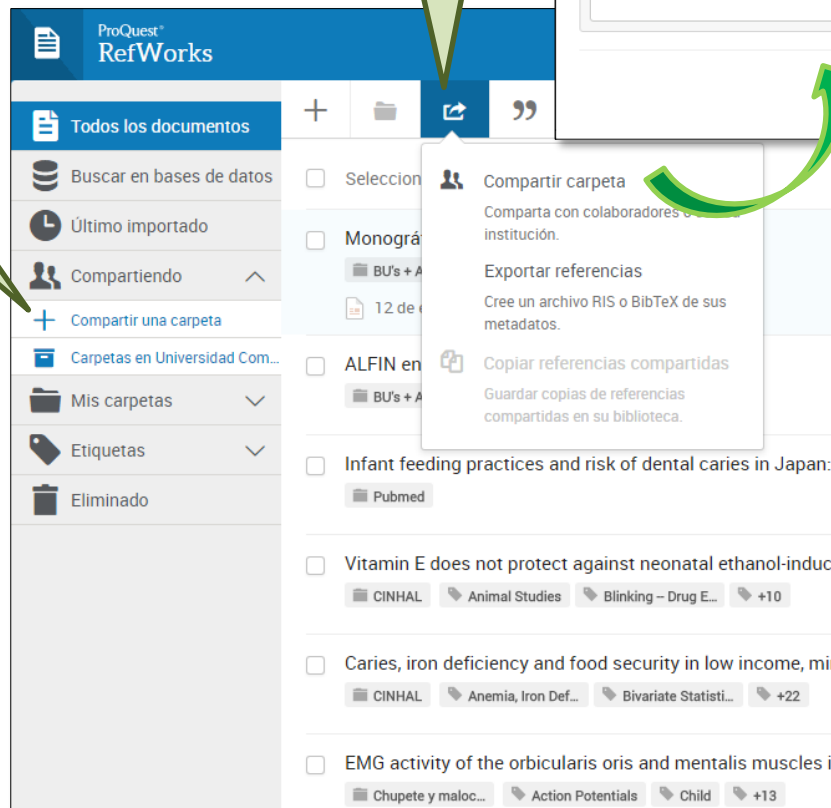 ProQuest®
RefWorks
Todos los documentos
Buscar en bases de datos
Último importado
Compartiendo
Compartir una carpeta
Carpetas en Universidad Com...
Mis carpetas
Etiquetas
Eliminado
Seleccion
Compartir carpeta
Comparta con colaboradores
institución.
Exportar referencias
Cree un archivo RIS o BibTeX de sus
metadatos.
Copiar referencias compartidas
Guardar copias de referencias
compartidas en su biblioteca.
Monográ
BU's + A
12 de
ALFIN en
BU's + A
Infant feeding practices and risk of dental caries in Japan:
Pubmed
Vitamin E does not protect against neonatal ethanol-induc
CINHAL Animal Studies Blinking – Drug E... +10
Caries, iron deficiency and food security in low income, mi
CINHAL Anemia, Iron Def... Bivariate Statisti... +22
EMG activity of the orbicularis oris and mentalis muscles i
Chupete y maloc... Action Potentials Child +13